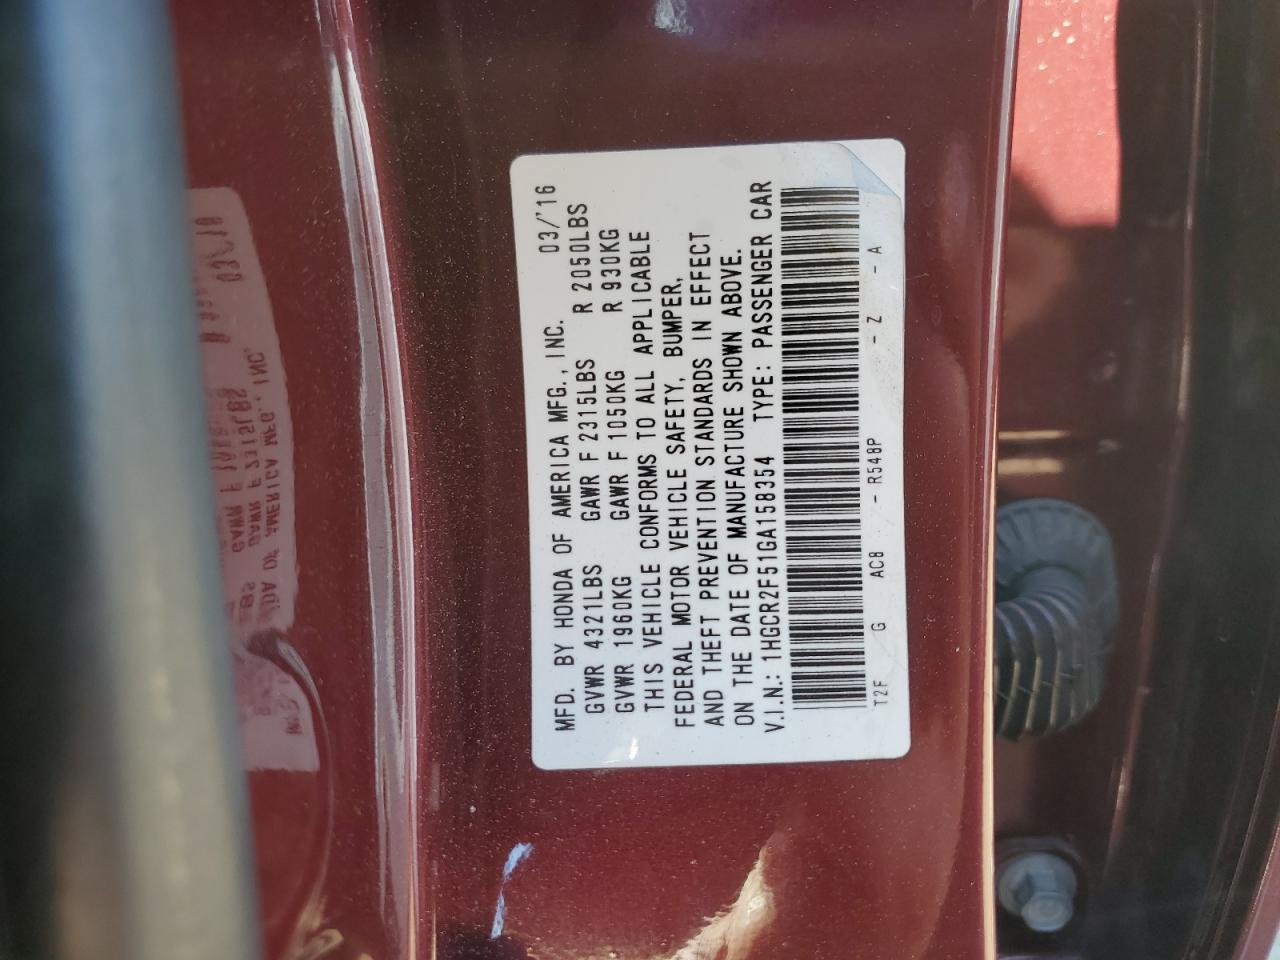 MFD. BY HONDA OF AMERICA MFG., INC. 03/'16
GVWR 4321LBS GAWR F 2315LBS R 2050LBS
GVWR 1960KG GAWR F 1050KG R 930KG
THIS VEHICLE CONFORMS TO ALL APPLICABLE
FEDERAL MOTOR VEHICLE SAFETY, BUMPER,
AND THEFT PREVENTION STANDARDS IN EFFECT
ON THE DATE OF MANUFACTURE SHOWN ABOVE.
V.I.N.: 1HGCR2F51GA158354 TYPE: PASSENGER CAR
T2F G AC8 - R548P - Z - A